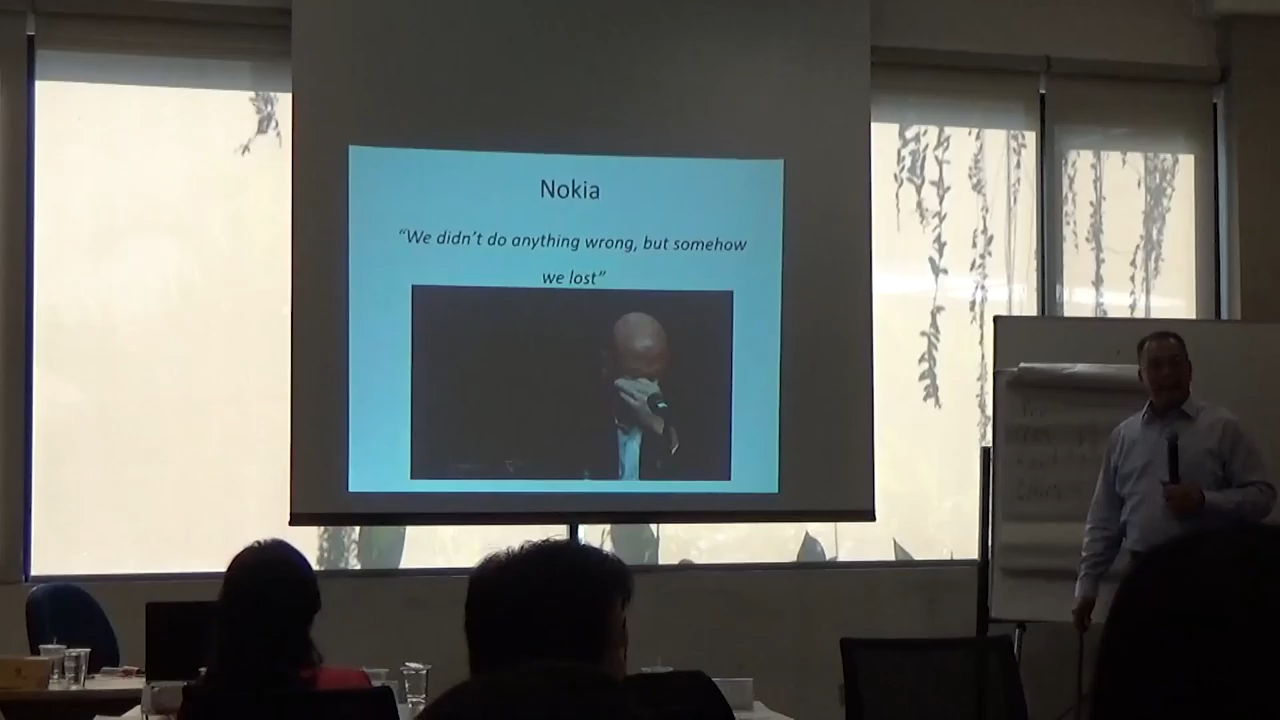 Nokia
“We didn’t do anything wrong, but somehow
we lost”